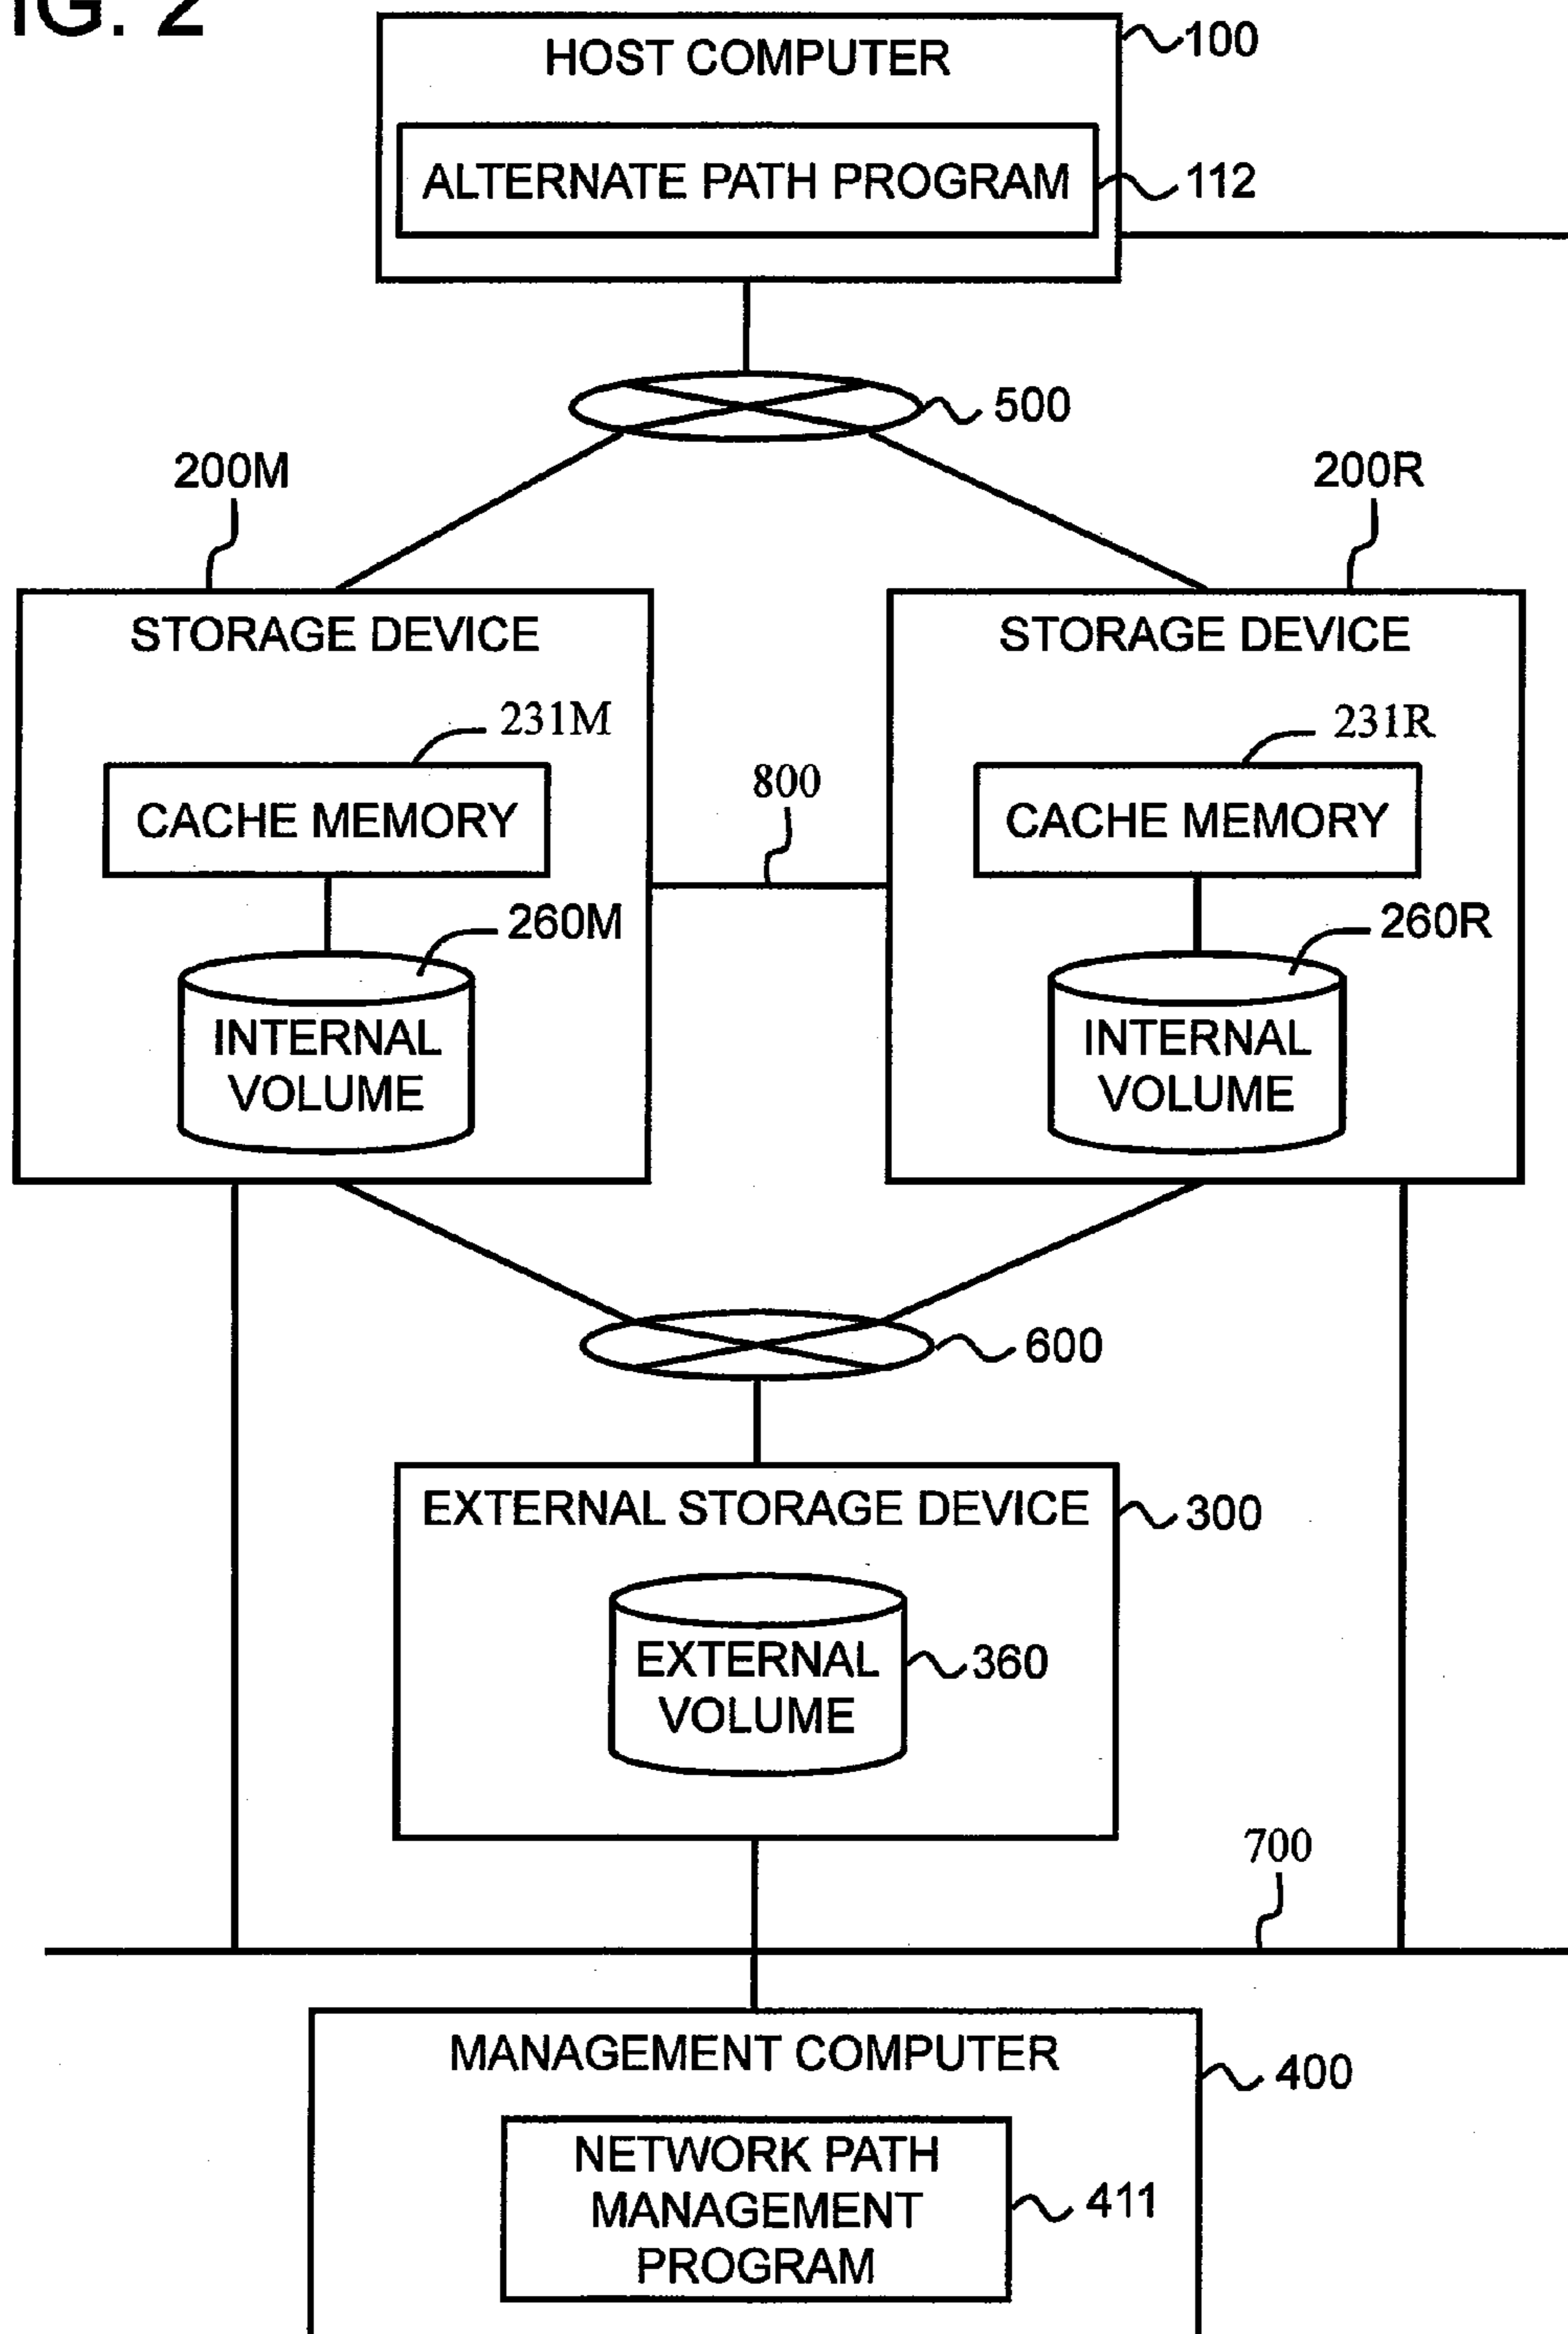 IG. 2
HOST COMPUTER
100
ALTERNATE PATH PROGRAM
112
500
200M
200R
STORAGE DEVICE
STORAGE DEVICE
231M
231R
CACHE MEMORY
800
CACHE MEMORY
260M
260R
INTERNAL
VOLUME
INTERNAL
VOLUME
600
EXTERNAL STORAGE DEVICE
300
EXTERNAL
VOLUME
360
700
MANAGEMENT COMPUTER
400
NETWORK PATH
MANAGEMENT
PROGRAM
411